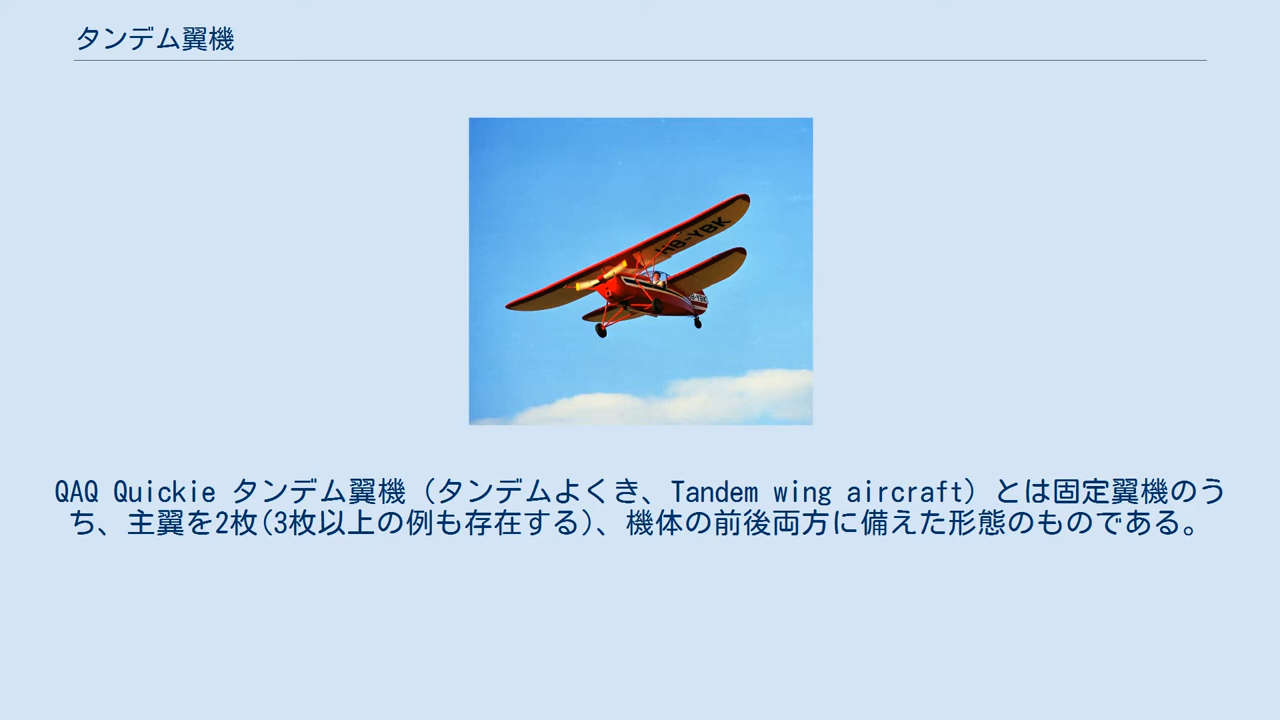 タンデム翼機
HB-YBK
QAQ Quickie タンデム翼機 (タンデムよくき、Tandem wing aircraft) とは固定翼機のう
ち、主翼を2枚(3枚以上の例も存在する)、機体の前後両方に備えた形態のものである。